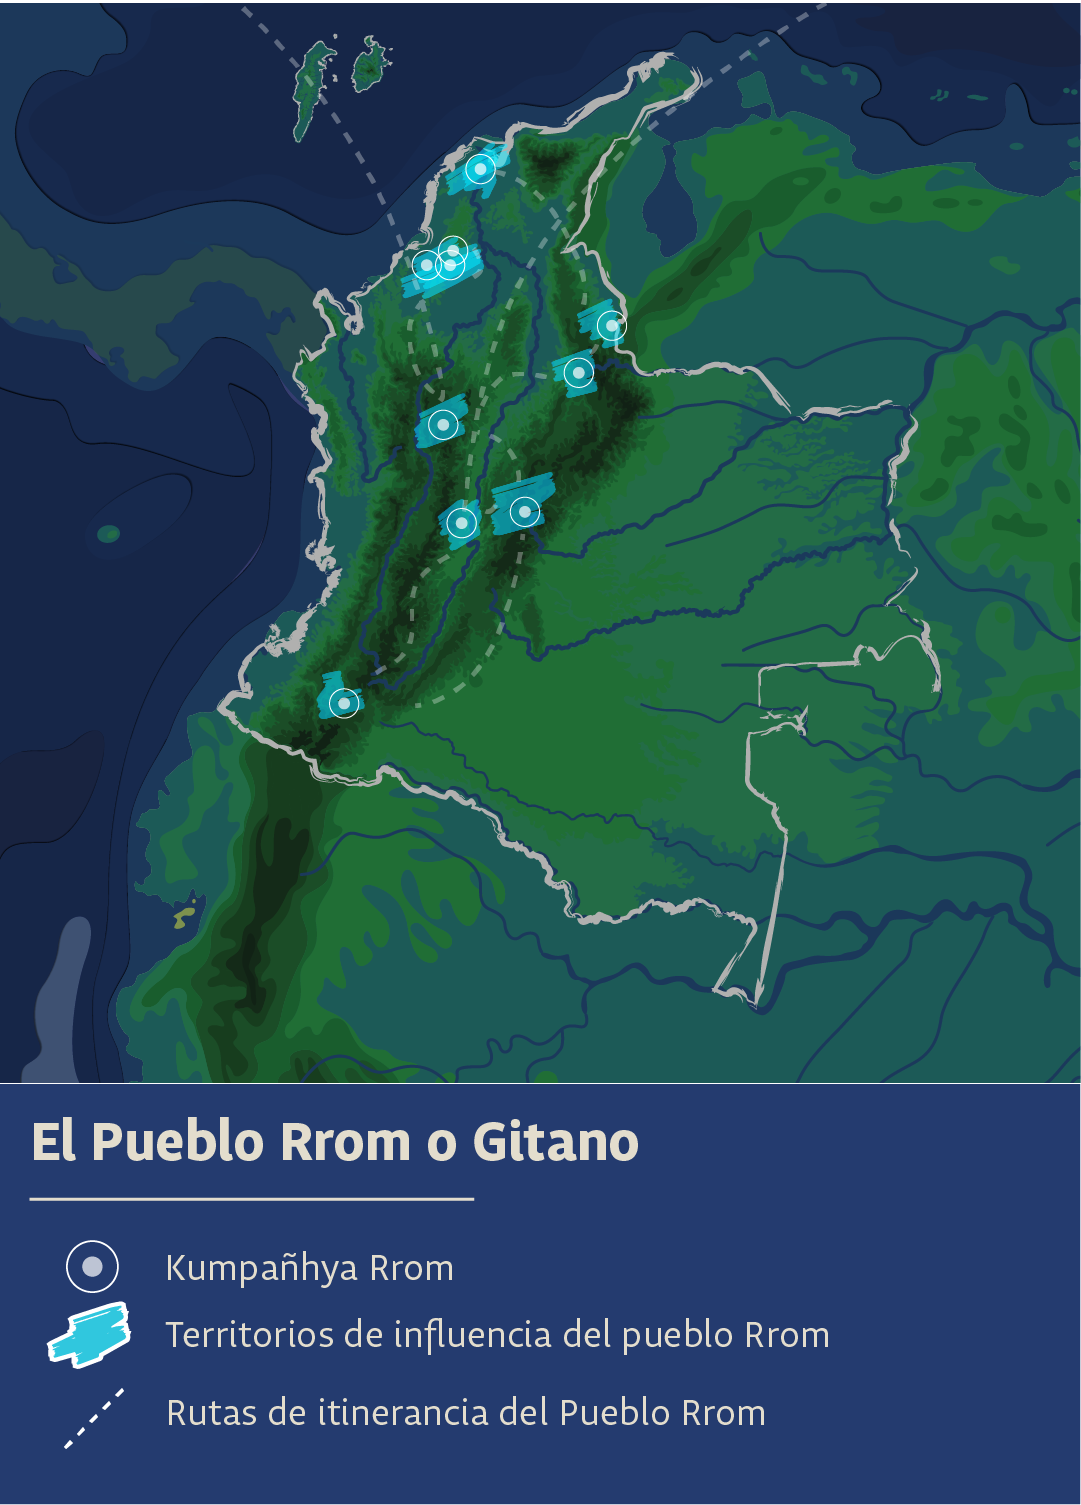 El Pueblo Rrom o Gitano
Kumpañhya Rrom
Territorios de influencia del pueblo Rrom
Rutas de itinerancia del Pueblo Rrom